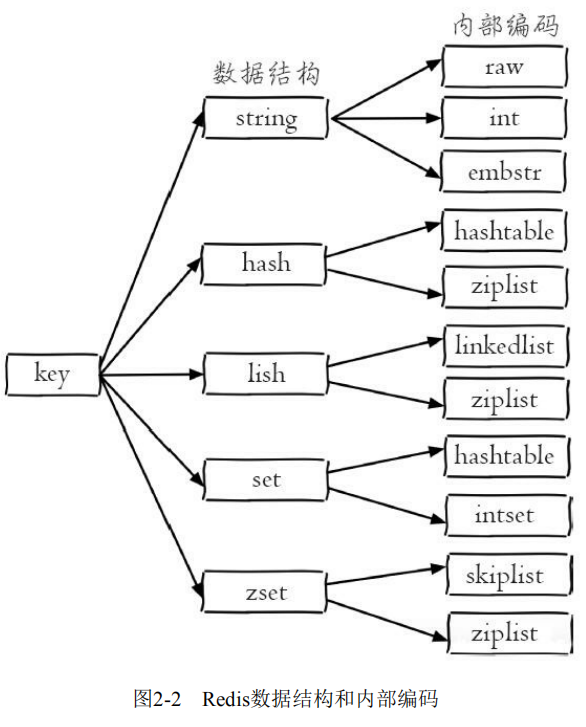 内部编码
数据结构
raw
string
int
embstr
hashtable
hash
ziplist
linkedlist
key
lish
ziplist
hashtable
set
intset
skiplist
zset
ziplist
图2-2 Redis数据结构和内部编码